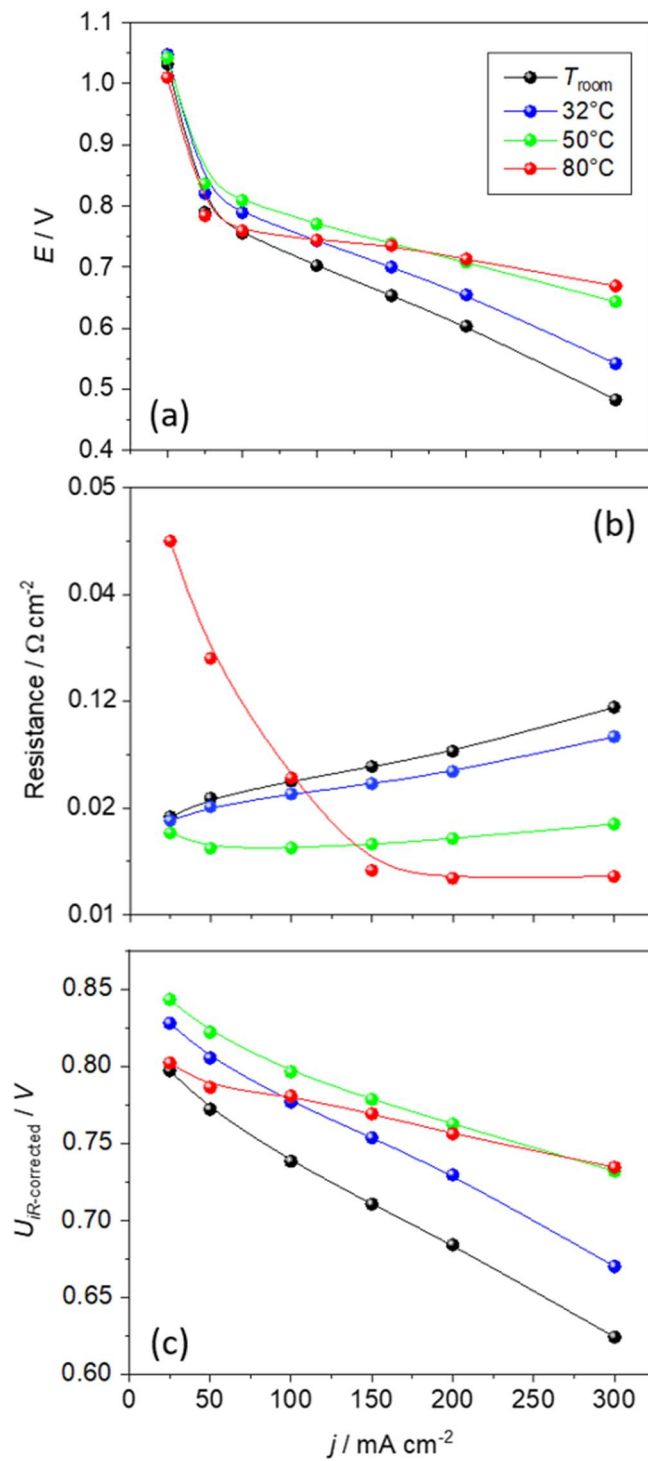 1.1
1.0
0.9
0.8
0.7
0.6
0.5
0.4
E / V
T_room
32°C
50°C
80°C
(a)
0.05
0.04
0.12
0.02
0.01
Resistance / Ω cm⁻²
(b)
0.85
0.80
0.75
0.70
0.65
0.60
U_iR-corrected / V
(c)
0 50 100 150 200 250 300
j / mA cm⁻²